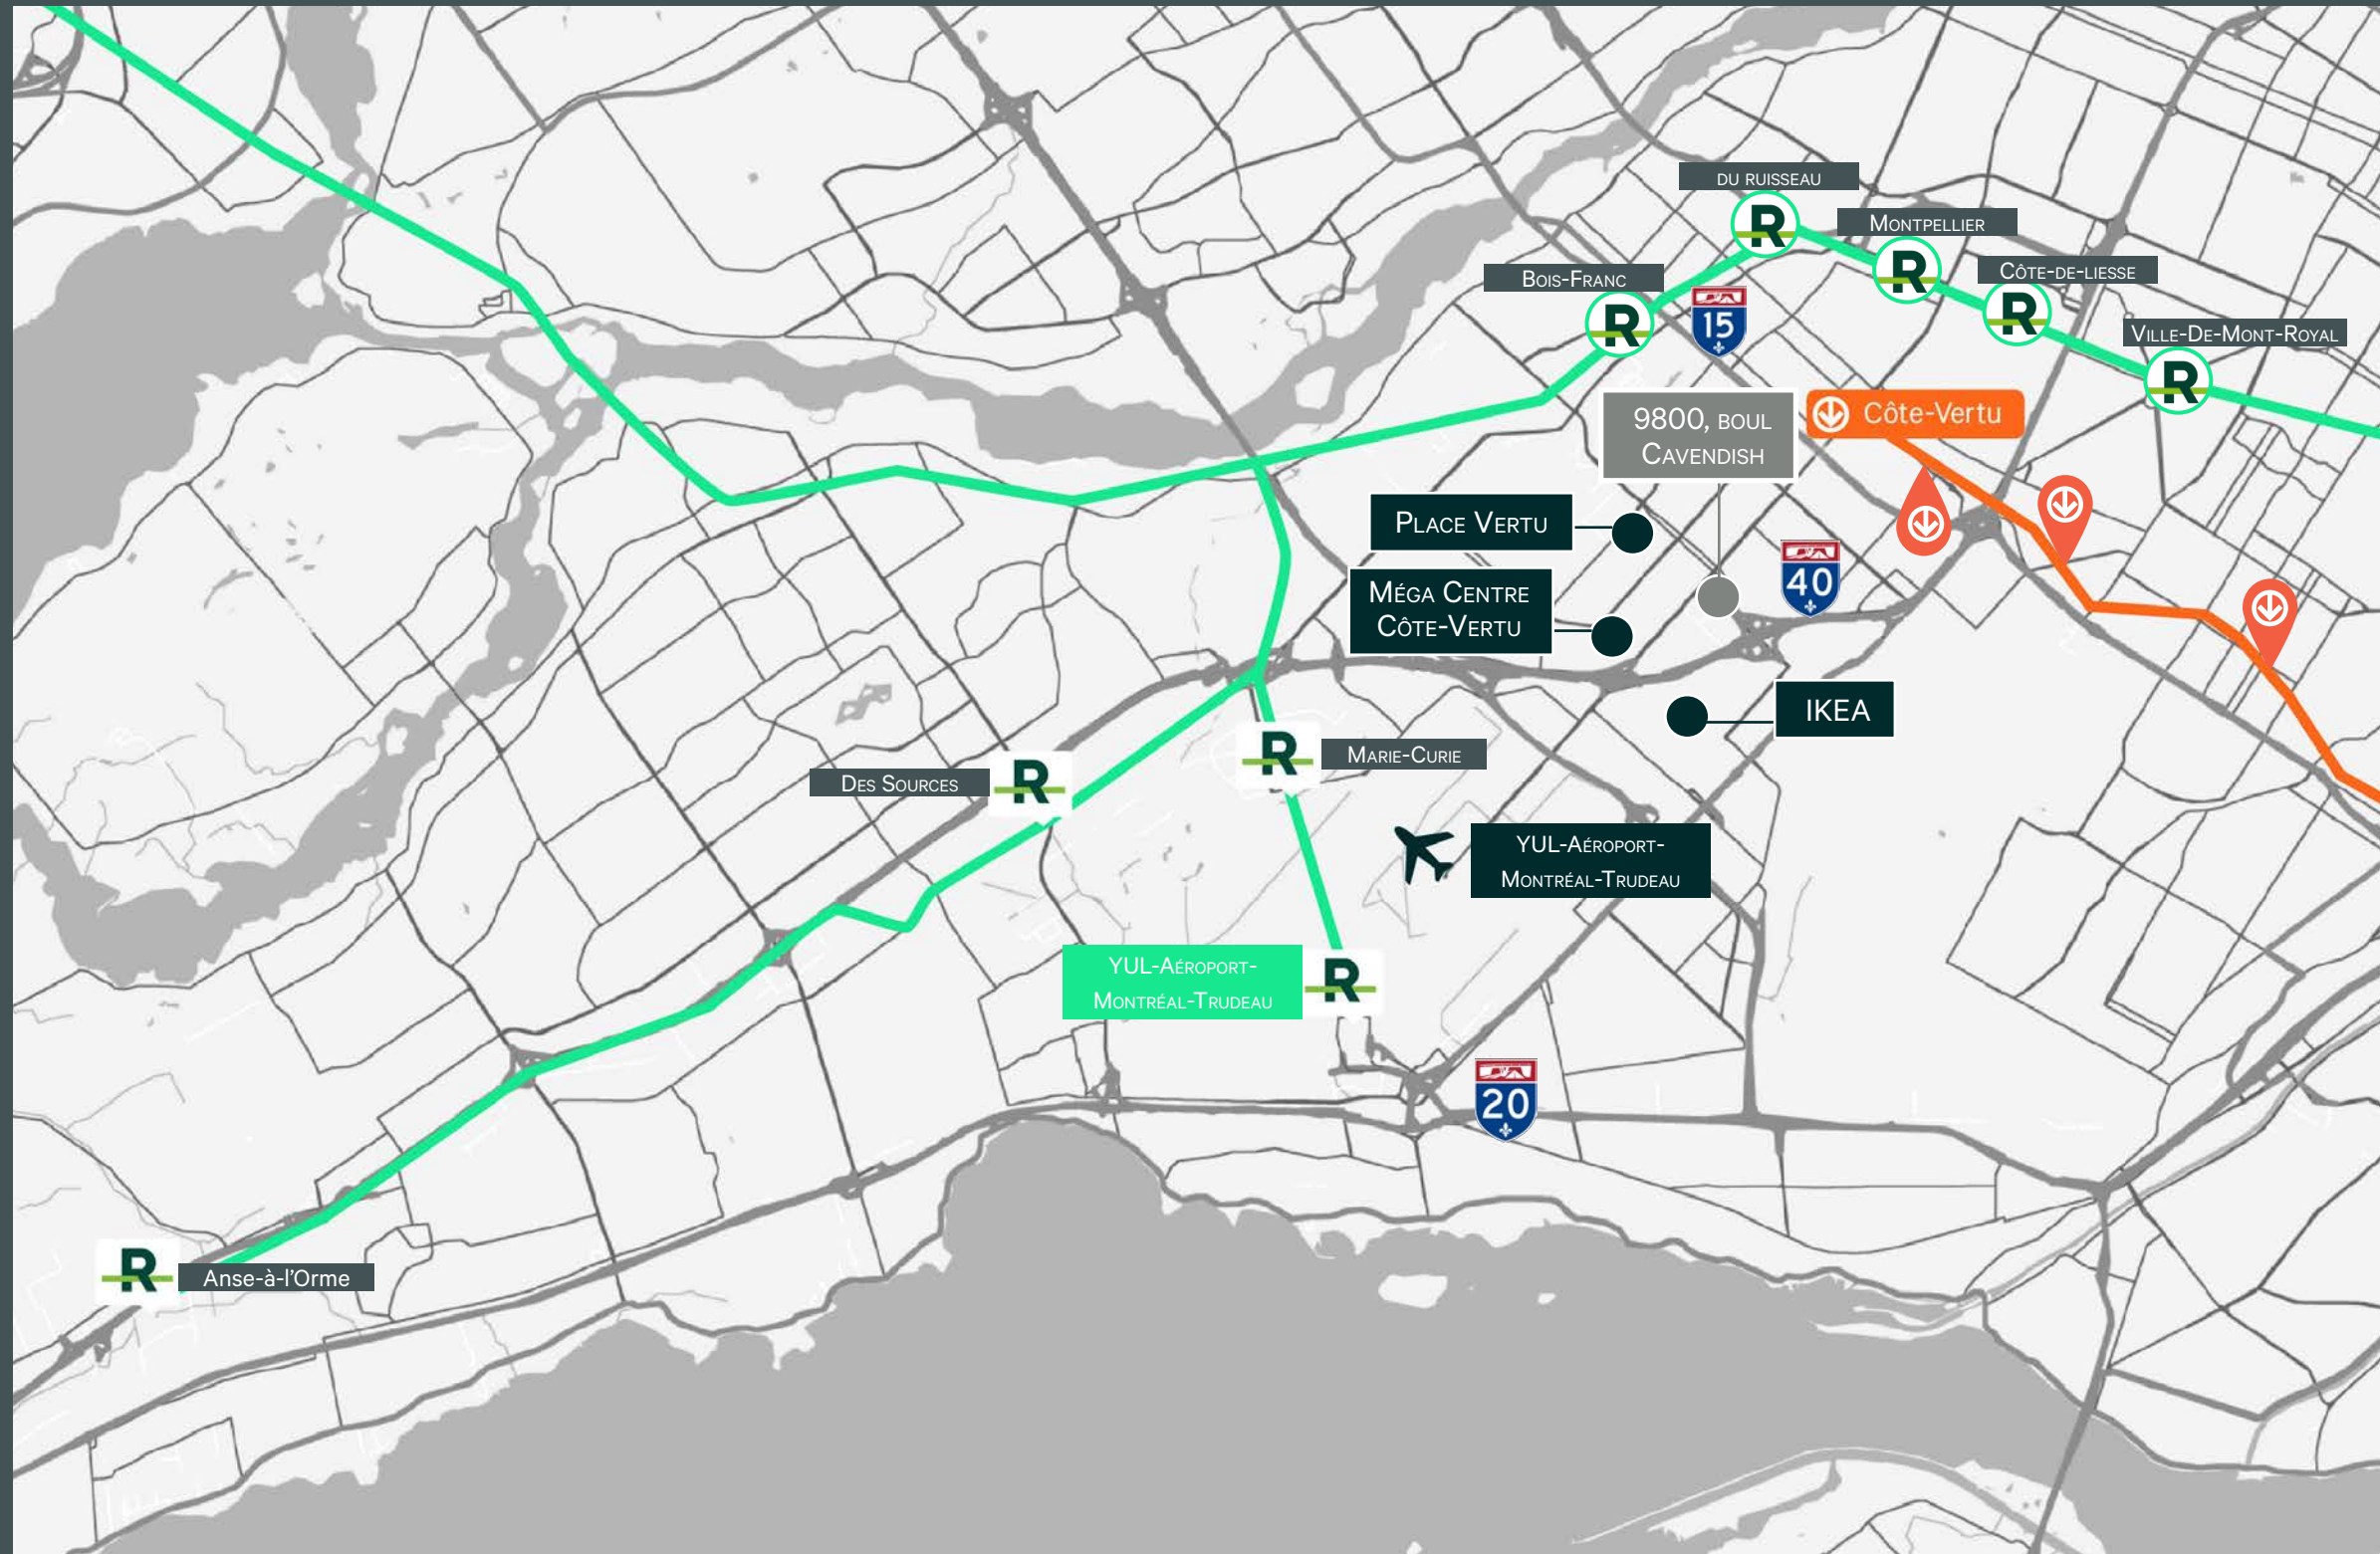 DU RUISSEAU
R
MONTPELLIER
R
CÔTE-DE-LIESSE
R
BOIS-FRANC
R
15
VILLE-DE-MONT-ROYAL
R
9800, BOUL
CAVENDISH
Côte-Vertu
PLACE VERTU
MÉGA CENTRE
CÔTE-VERTU
40
IKEA
R
MARIE-CURIE
DES SOURCES
R
YUL-AÉROPORT-
MONTRÉAL-TRUDEAU
YUL-AÉROPORT-
MONTRÉAL-TRUDEAU
R
20
R
Anse-à-l'Orme